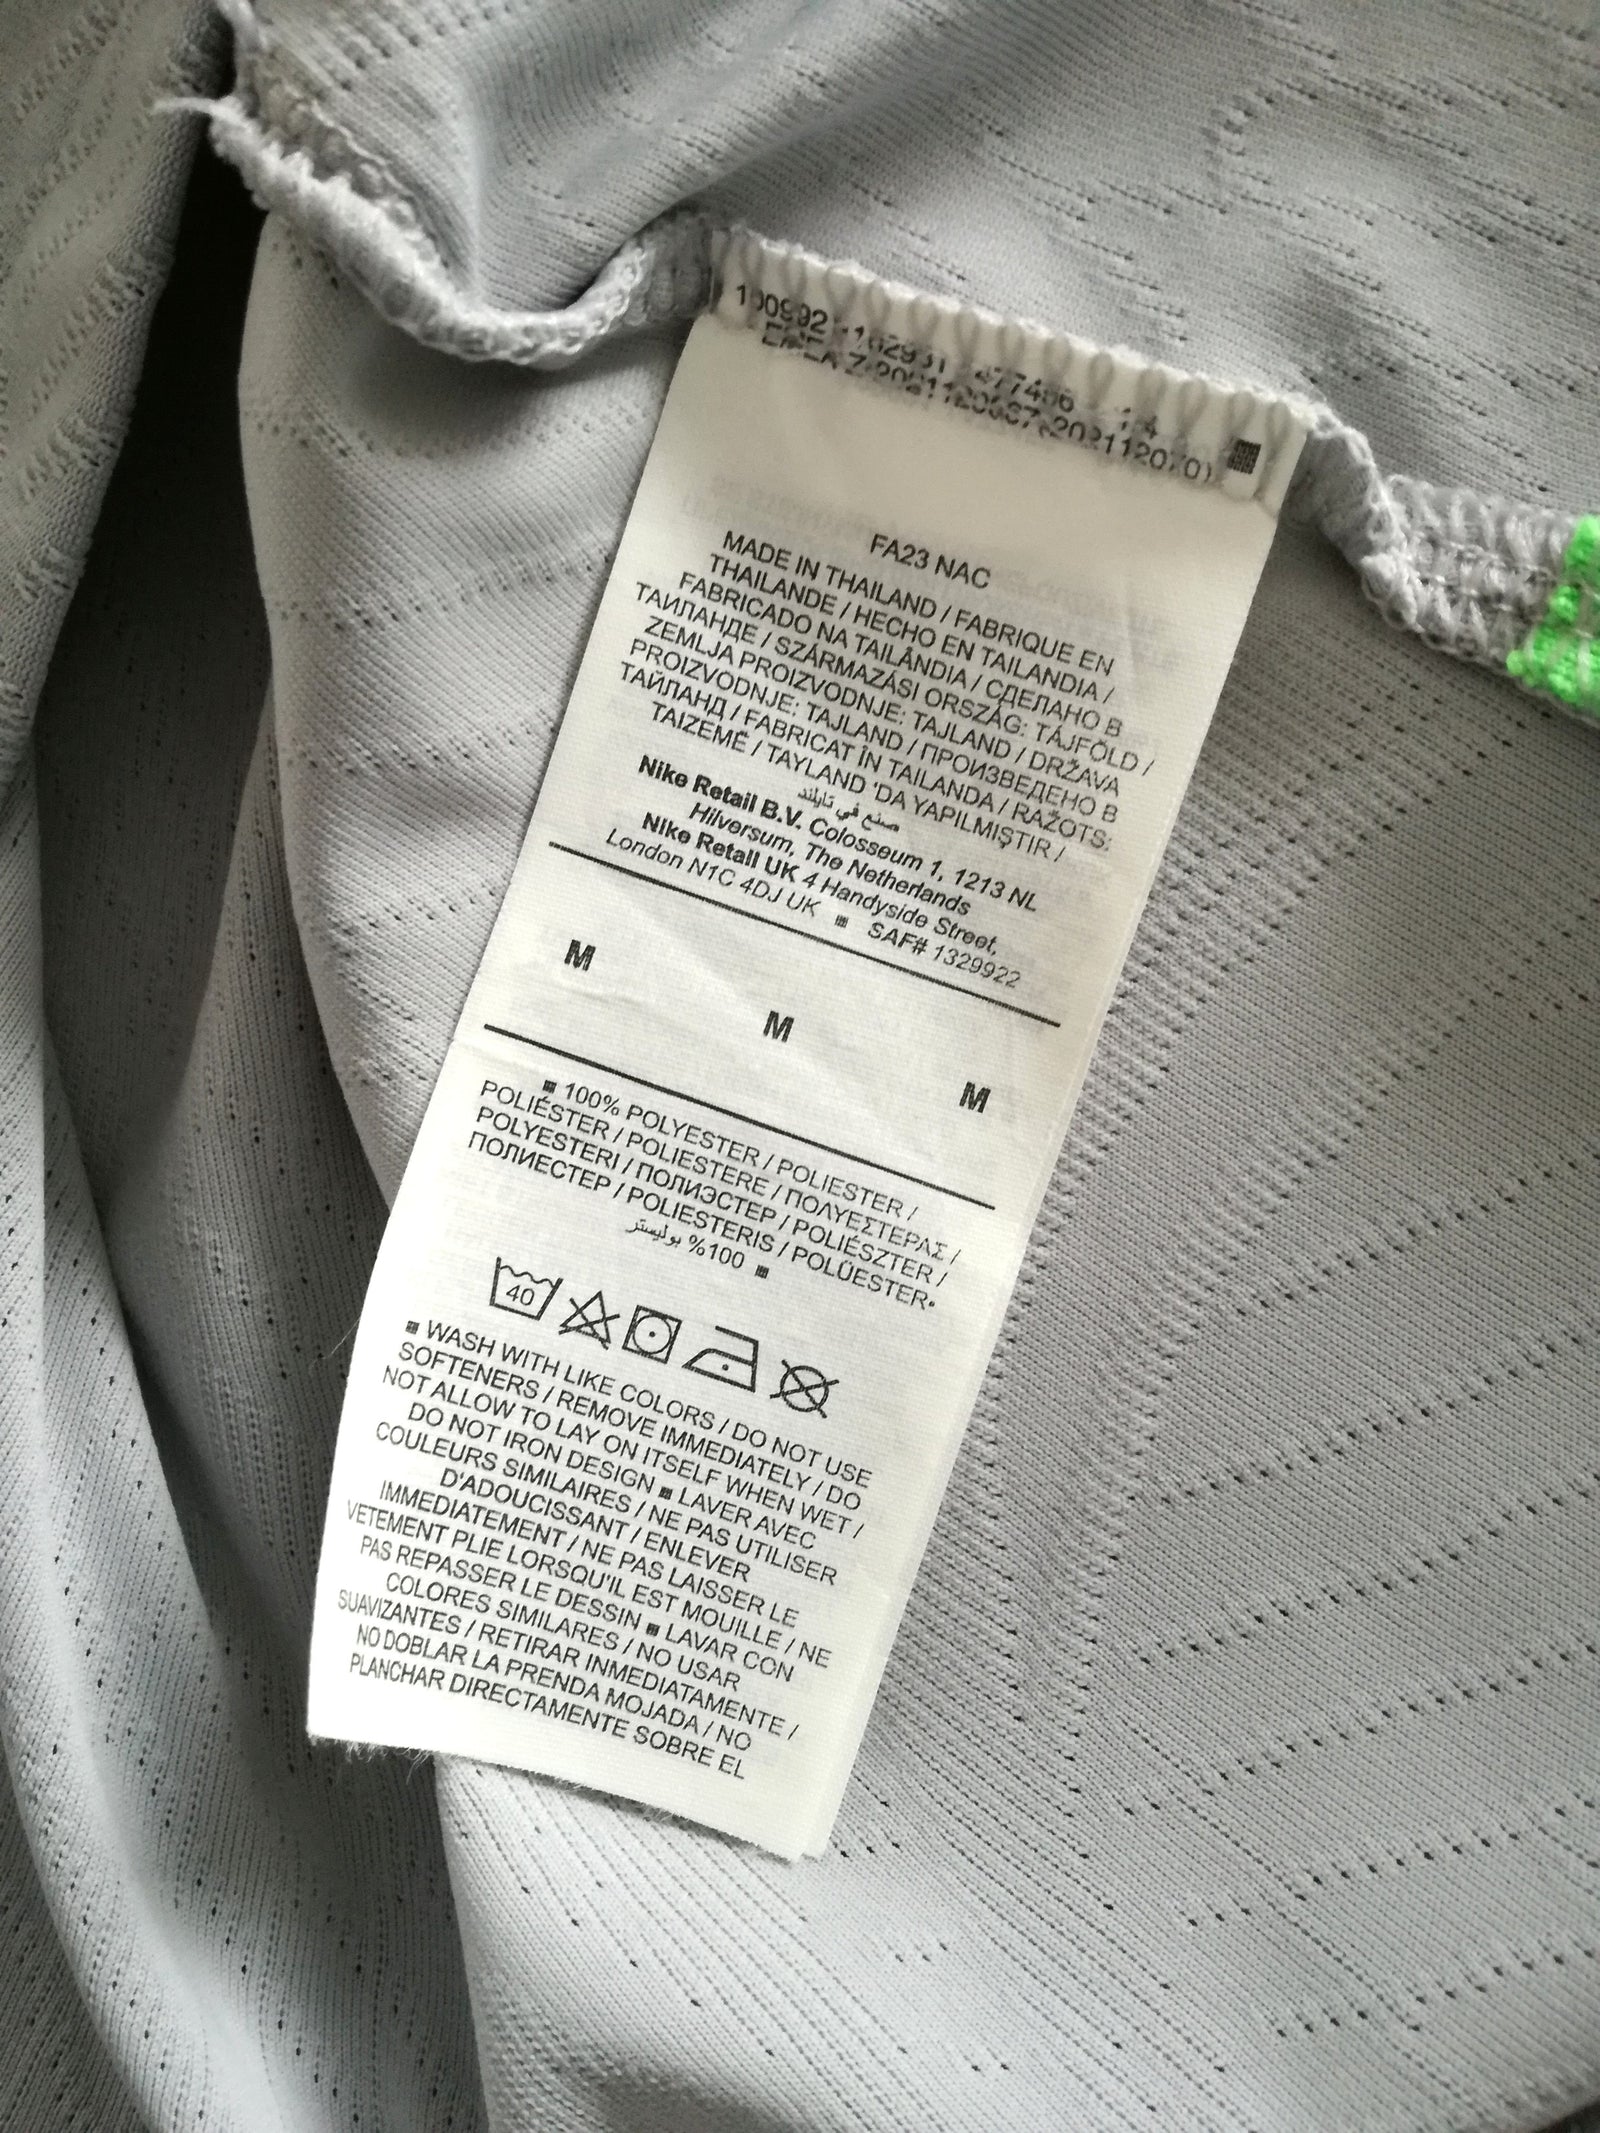 FA23 NAC
MADE IN THAILAND / FABRIQUE EN
THAILANDE / HECHO EN TAILANDIA /
FABRICADO NA TAILÂNDIA / СДЕЛАНО В
ТАИЛАНДЕ / SZÁRMAZÁSI ORSZÁG: TÁJFÖLD /
ZEMLJA PROIZVODNJE: TAJLAND / DRŽAVA
PROIZVODNJE: TAJLAND / ПРОИЗВЕДЕНО В
ТАЙЛАНД / FABRICAT ÎN TAILANDA / RAŽOTS:
TAIZEMĒ / TAYLAND 'DA YAPILMIŞTIR /
صنع في تايلند
Nike Retail B.V. Colosseum 1, 1213 NL
Hilversum, The Netherlands
Nike Retail UK 4 Handyside Street,
London N1C 4DJ UK SAF# 1329922
M
M
M
100% POLYESTER / POLIESTER /
POLIÉSTER / POLIESTERE / ΠΟΛΥΕΣΤΕΡΑΣ /
POLYESTERI / ПОЛИЭСТЕР / POLIÉSZTER /
ПОЛИЕСТЕР / POLIESTERIS / POLÜESTER•
100% بوليستر
40
WASH WITH LIKE COLORS / DO NOT USE
SOFTENERS / REMOVE IMMEDIATELY / DO
NOT ALLOW TO LAY ON ITSELF WHEN WET /
DO NOT IRON DESIGN LAVER AVEC
COULEURS SIMILAIRES / NE PAS UTILISER
D'ADOUCISSANT / ENLEVER
IMMEDIATEMENT / NE PAS LAISSER LE
VETEMENT PLIE LORSQU'IL EST MOUILLE / NE
PAS REPASSER LE DESSIN LAVAR CON
COLORES SIMILARES / NO USAR
SUAVIZANTES / RETIRAR INMEDIATAMENTE /
NO DOBLAR LA PRENDA MOJADA / NO
PLANCHAR DIRECTAMENTE SOBRE EL